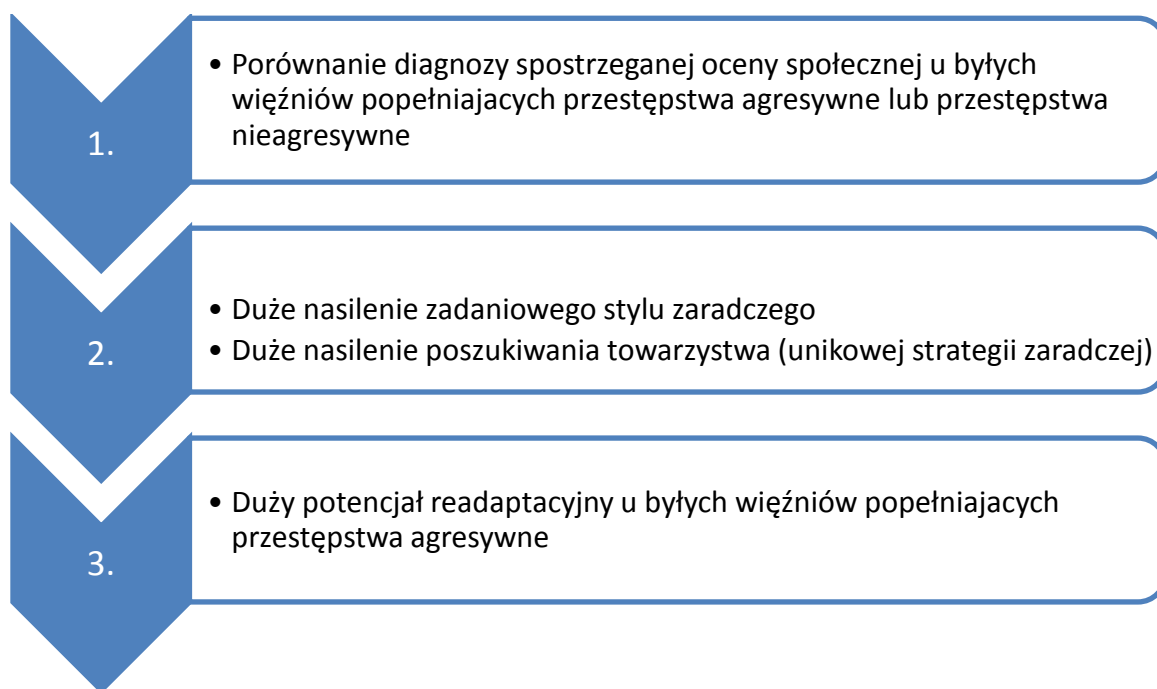 1.
• Porównanie diagnozy spostrzeganej oceny społecznej u byłych
więźniów popełniajacych przestępstwa agresywne lub przestępstwa
nieagresywne
2.
• Duże nasilenie zadaniowego stylu zaradczego
• Duże nasilenie poszukiwania towarzystwa (unikowej strategii zaradczej)
3.
• Duży potencjał readaptacyjny u byłych więźniów popełniajacych
przestępstwa agresywne